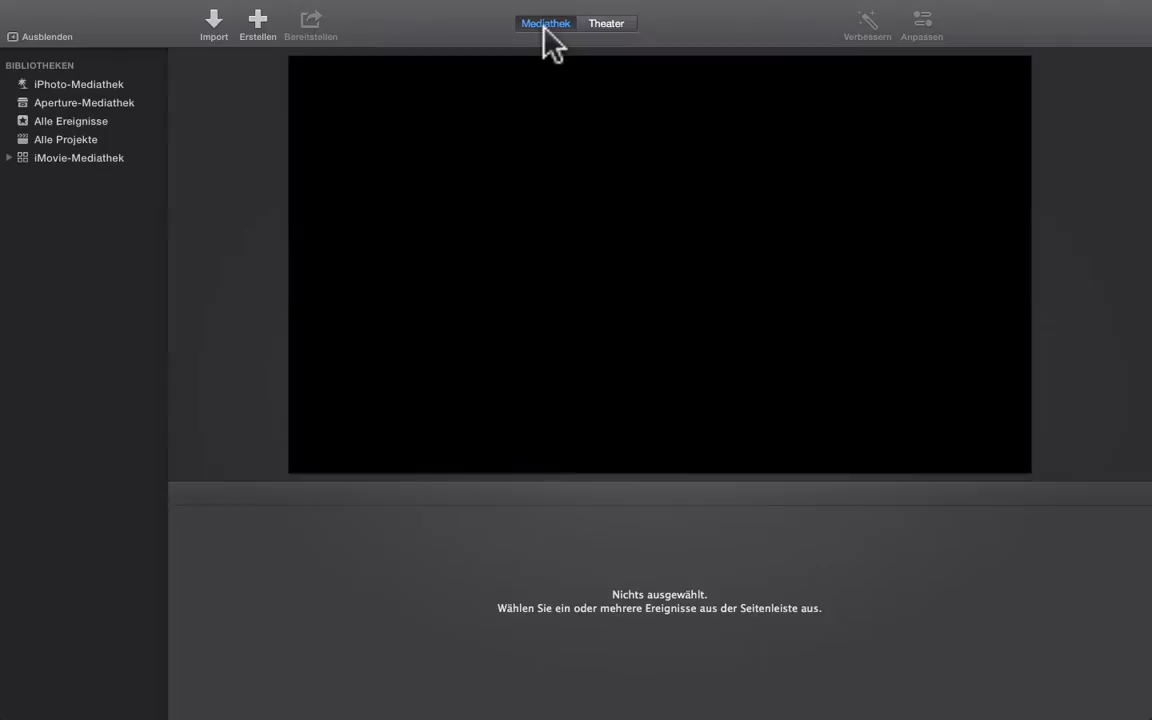 Mediathek Theater
Ausblenden Import Erstellen Bereitstellen Verbessern Anpassen
BIBLIOTHEKEN
iPhoto-Mediathek
Aperture-Mediathek
Alle Ereignisse
Alle Projekte
iMovie-Mediathek
Nichts ausgewählt.
Wählen Sie ein oder mehrere Ereignisse aus der Seitenleiste aus.